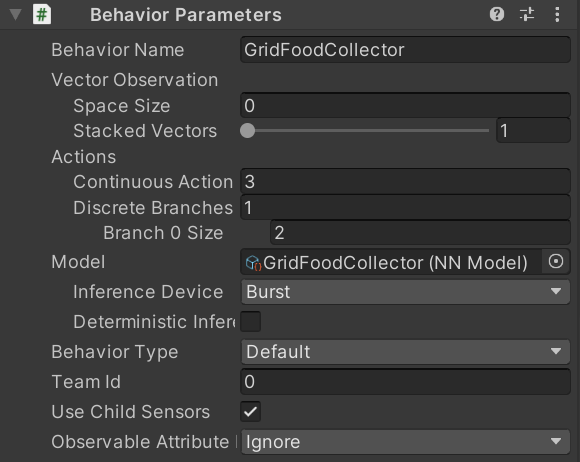 # Behavior Parameters
Behavior Name GridFoodCollector
Vector Observation
Space Size 0
Stacked Vectors 1
Actions
Continuous Action 3
Discrete Branches 1
Branch 0 Size 2
Model GridFoodCollector (NN Model)
Inference Device Burst
Deterministic Infere
Behavior Type Default
Team Id 0
Use Child Sensors
Observable Attribute Ignore